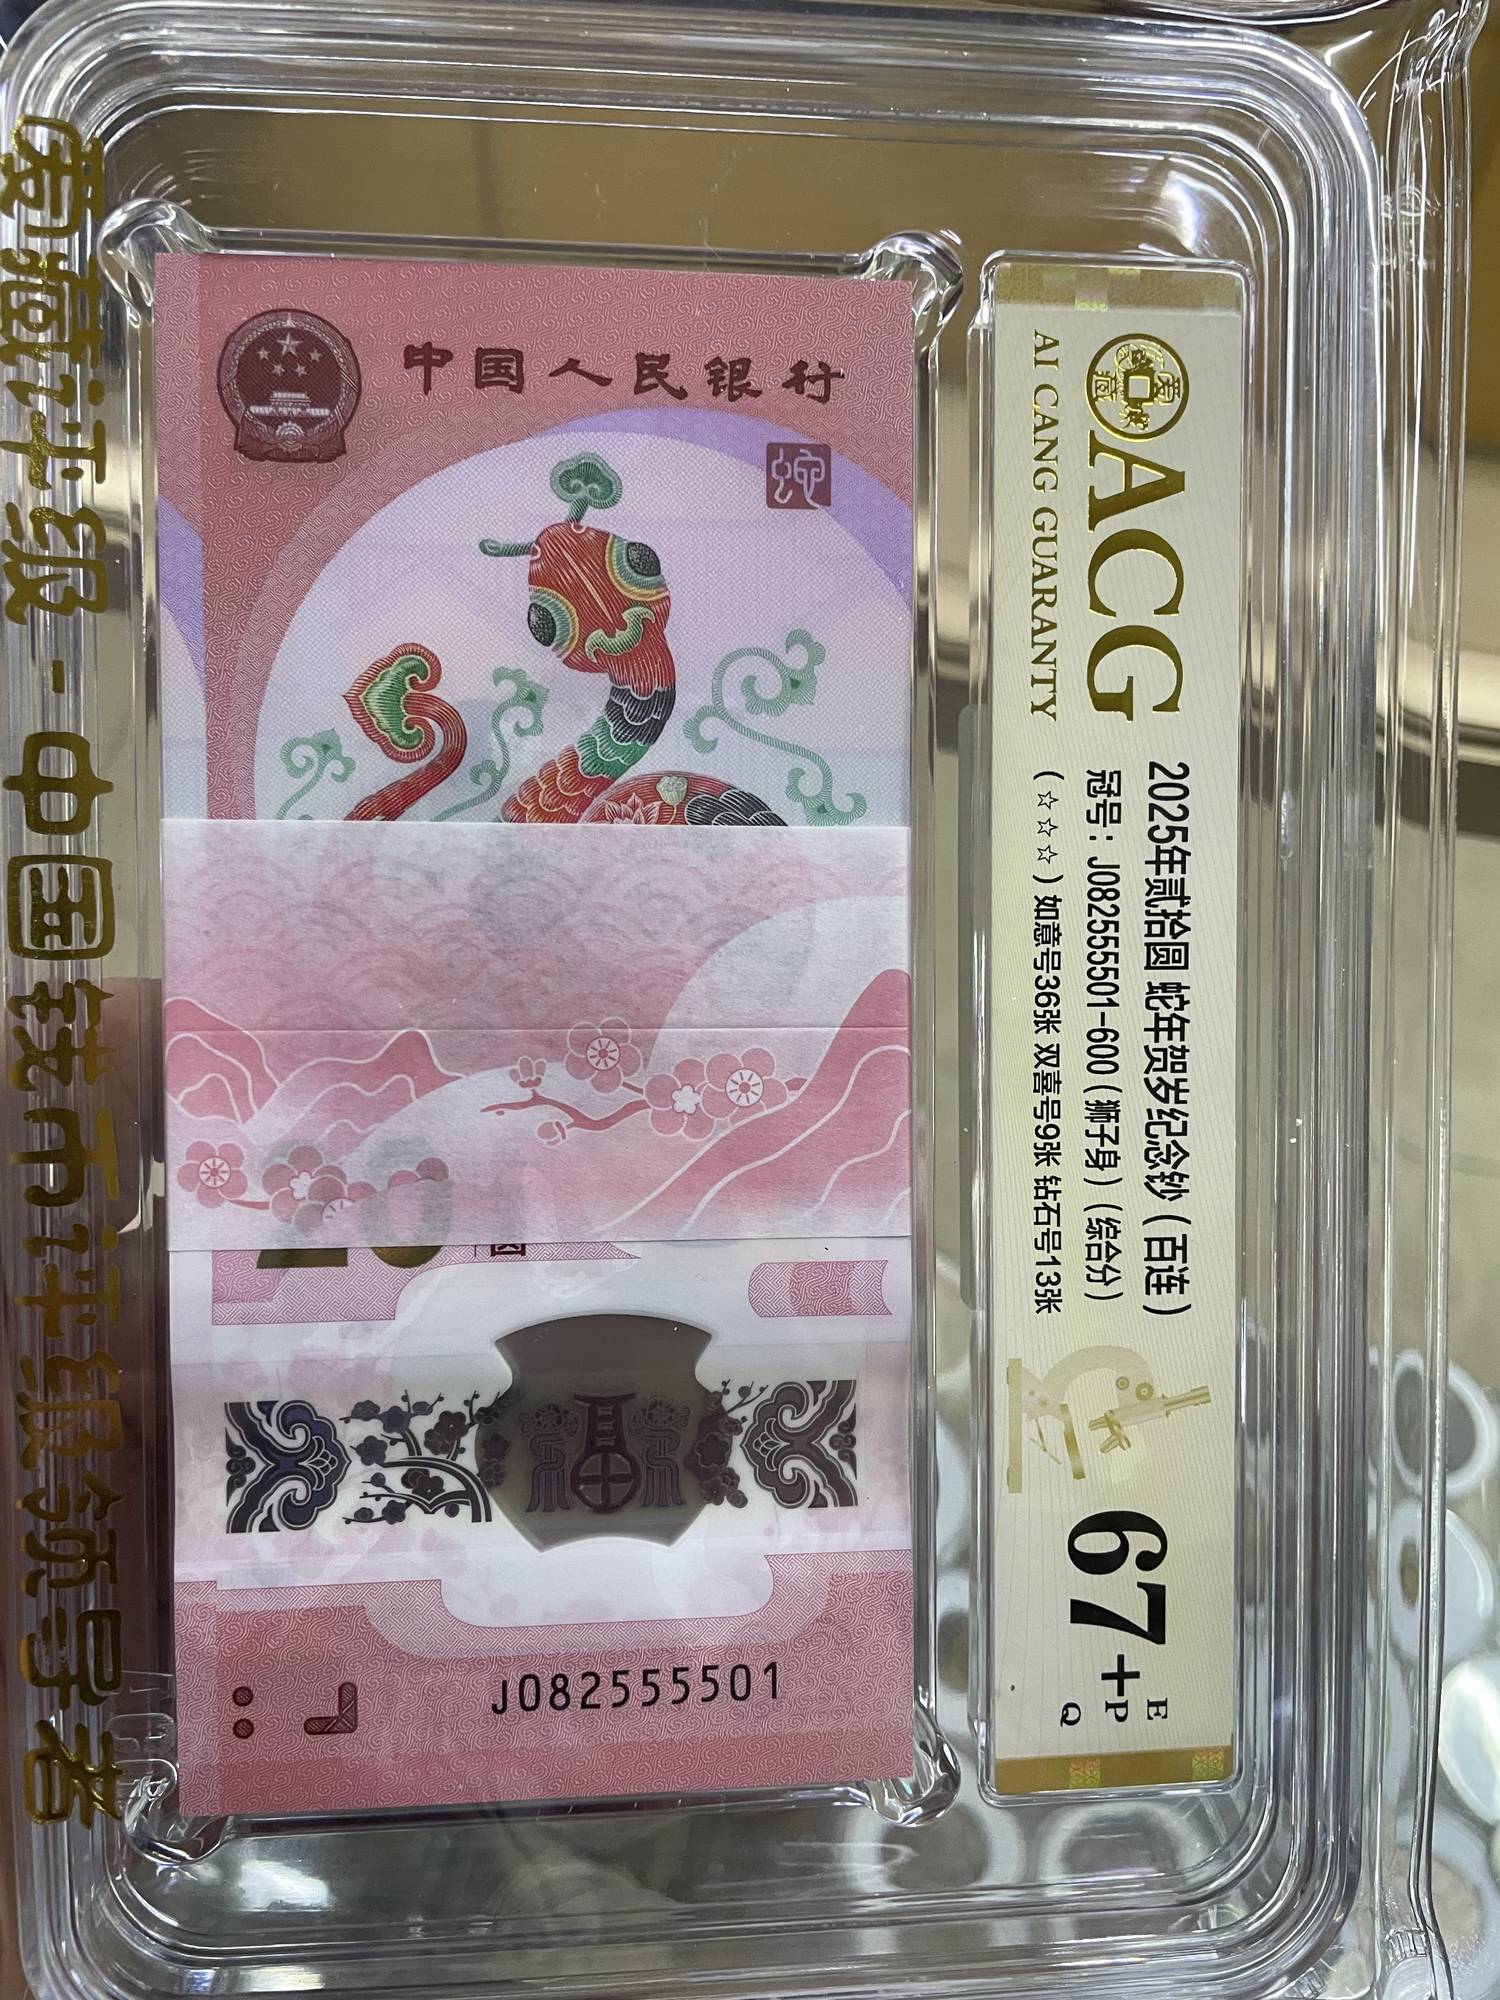 中国人民银行
蛇
J082555501
ACG
AI CANG GUARANTY
爱藏
2025年贰拾圆 蛇年贺岁纪念钞（百连）
冠号：J082555501-600（狮子身）（综合分）
（☆☆☆）如意号36张 双喜号9张 钻石号13张
67+
E
P
Q
爱藏评级-中国钱币评级领导者